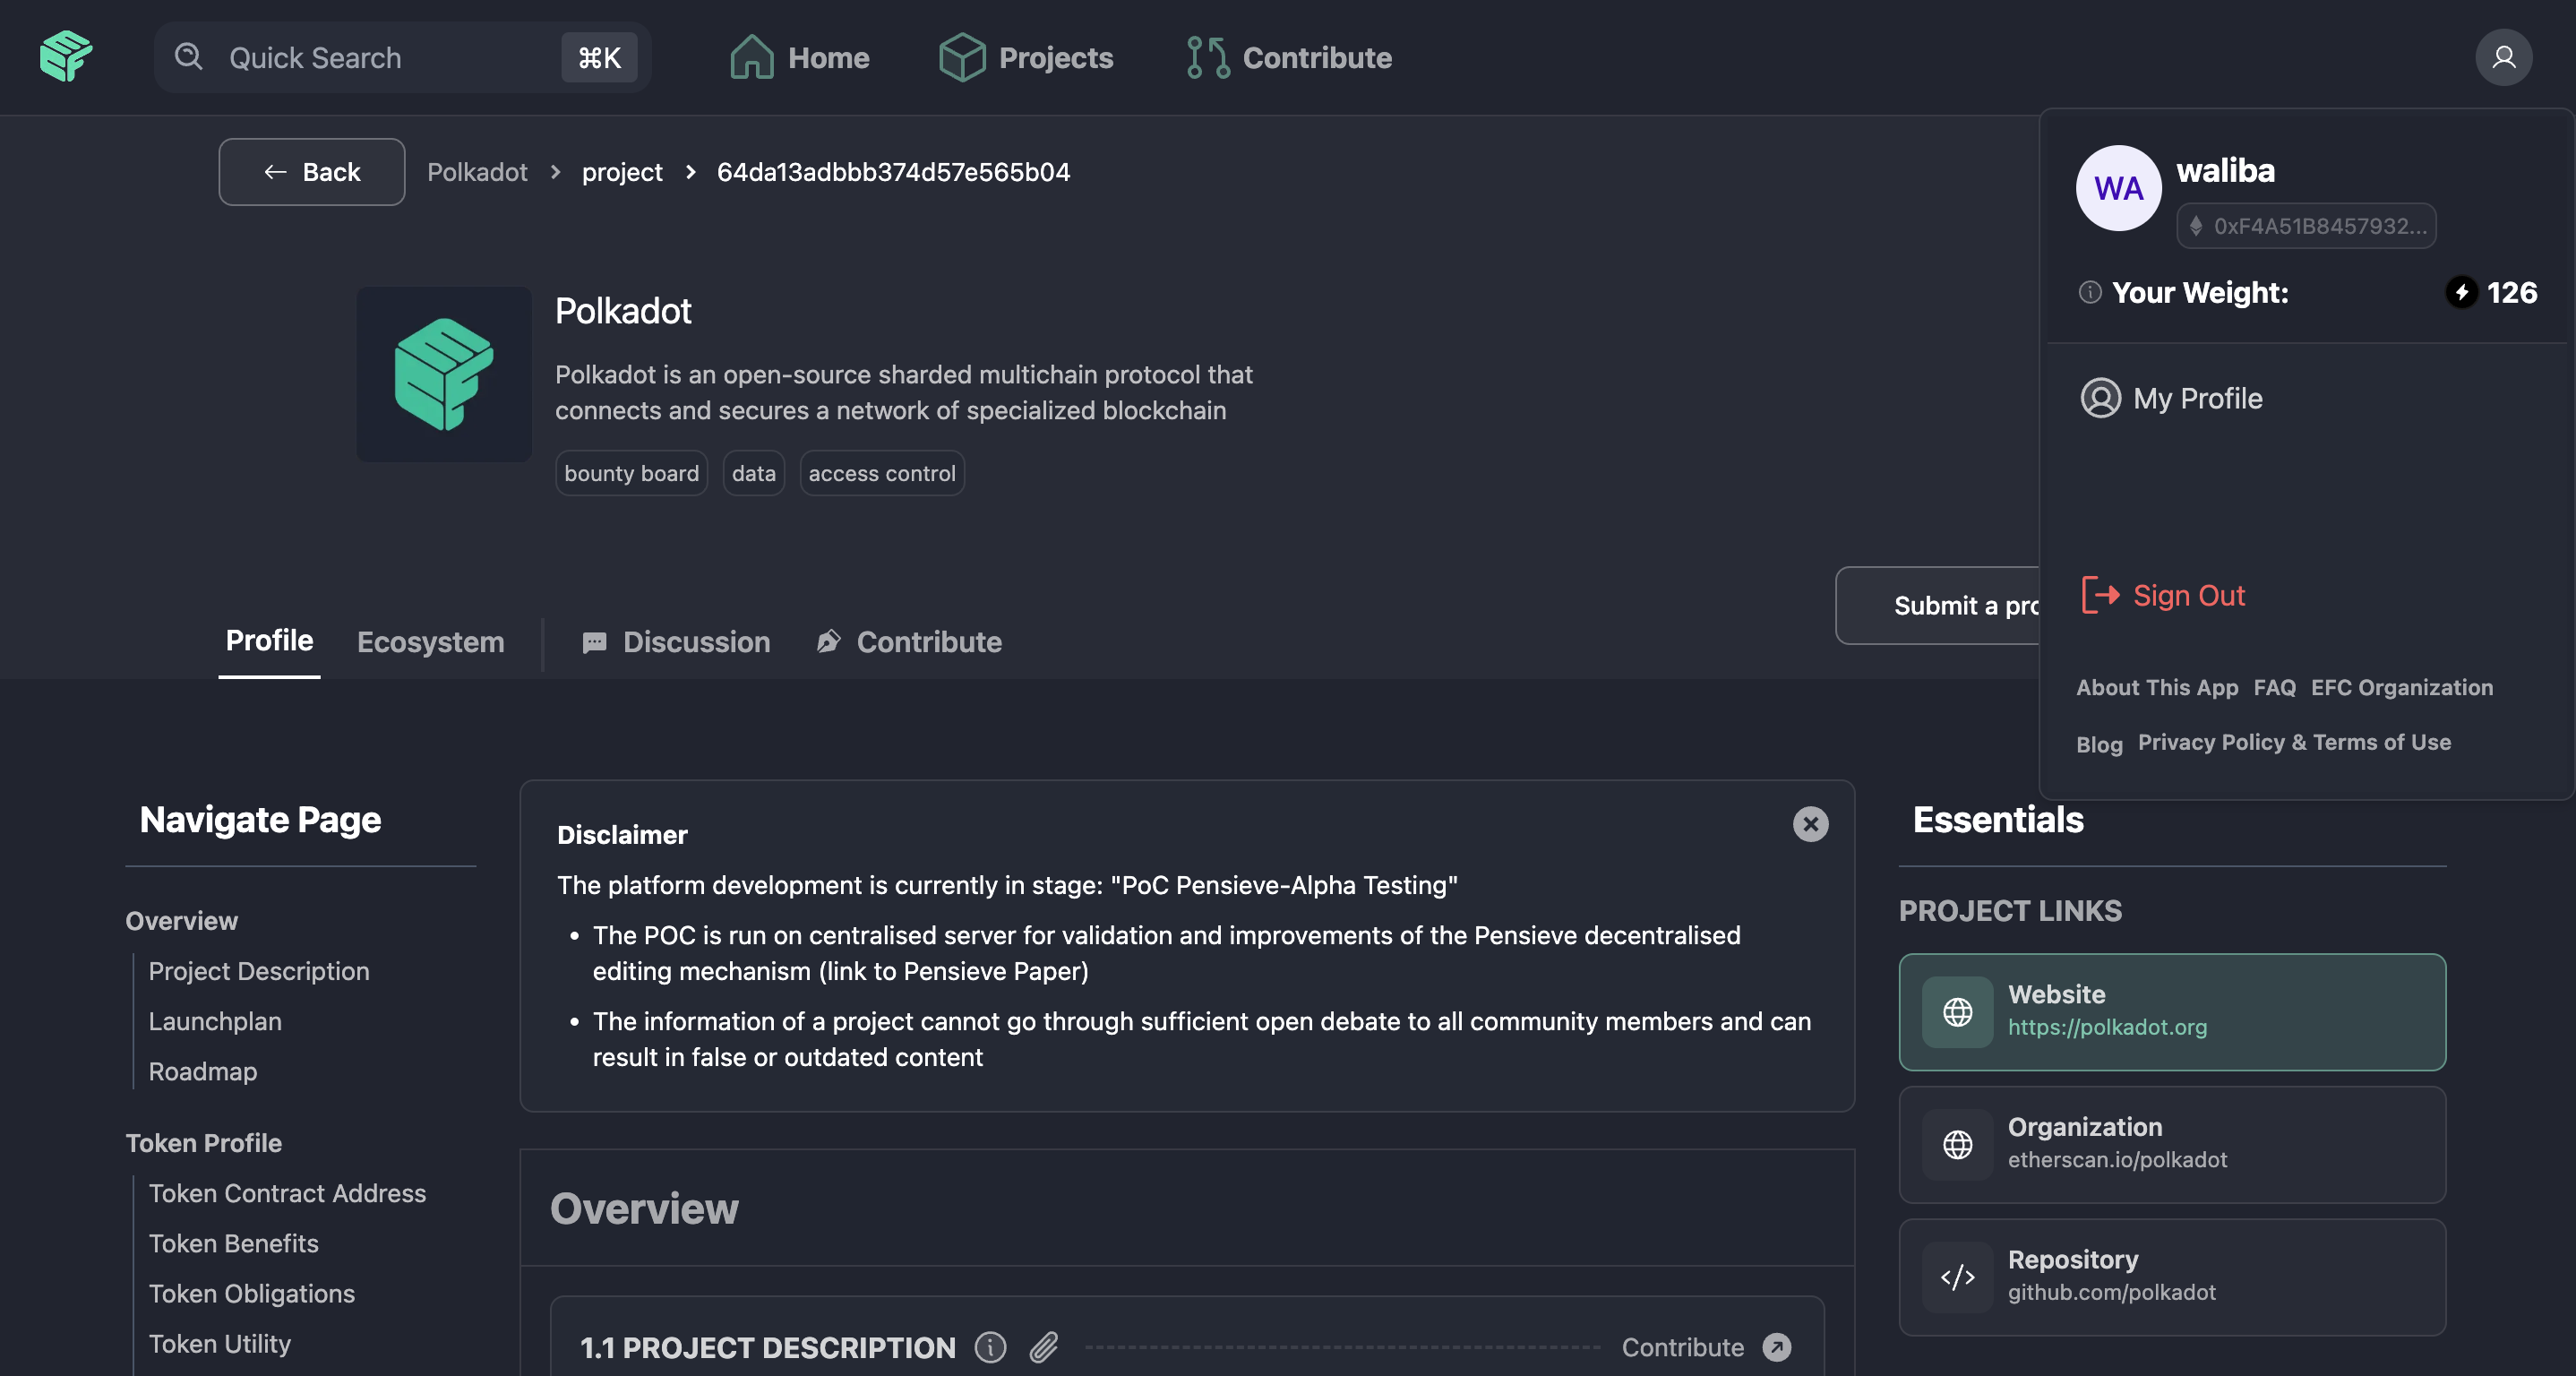 Quick Search
⌘K
Home
Projects
Contribute
← Back
Polkadot > project > 64da13adbbb374d57e565b04
WA
waliba
0xF4A51B8457932...
Your Weight:
126
My Profile
Sign Out
About This App FAQ EFC Organization
Blog Privacy Policy & Terms of Use
Polkadot
Polkadot is an open-source sharded multichain protocol that
connects and secures a network of specialized blockchain
bounty board
data
access control
Submit a pro
Profile
Ecosystem
Discussion
Contribute
Navigate Page
Overview
Project Description
Launchplan
Roadmap
Token Profile
Token Contract Address
Token Benefits
Token Obligations
Token Utility
Disclaimer
The platform development is currently in stage: "PoC Pensieve-Alpha Testing"
• The POC is run on centralised server for validation and improvements of the Pensieve decentralised
editing mechanism (link to Pensieve Paper)
• The information of a project cannot go through sufficient open debate to all community members and can
result in false or outdated content
Overview
1.1 PROJECT DESCRIPTION
Contribute
Essentials
PROJECT LINKS
Website
https://polkadot.org
Organization
etherscan.io/polkadot
Repository
github.com/polkadot